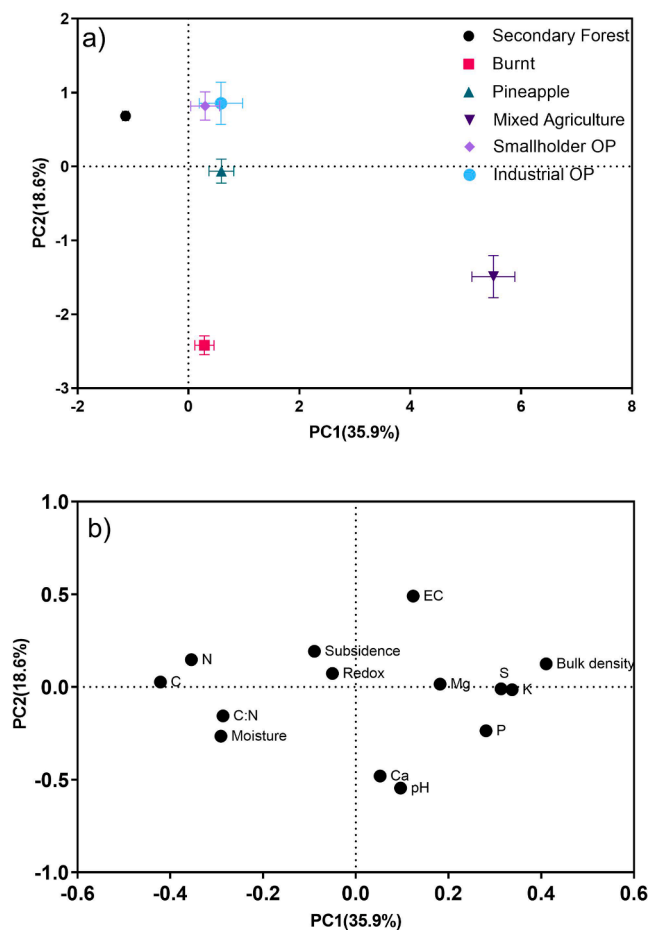 a)
2
1
0
-1
-2
-3
PC2(18.6%)
Secondary Forest
Burnt
Pineapple
Mixed Agriculture
Smallholder OP
Industrial OP
-2 0 2 4 6 8
PC1(35.9%)
b)
1.0
0.5
0.0
-0.5
-1.0
PC2(18.6%)
EC
N
Subsidence
Bulk density
C
Redox
Mg
S
K
C:N
Moisture
P
Ca
pH
-0.6 -0.4 -0.2 0.0 0.2 0.4 0.6
PC1(35.9%)